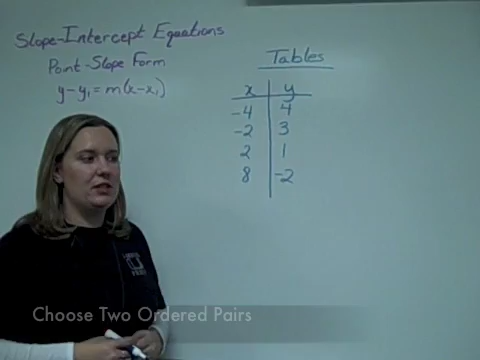 Slope-Intercept Equations
Point-Slope Form
y-y₁=m(x-x₁)
Tables
x y
-4 4
-2 3
2 1
8 -2
Choose Two Ordered Pairs